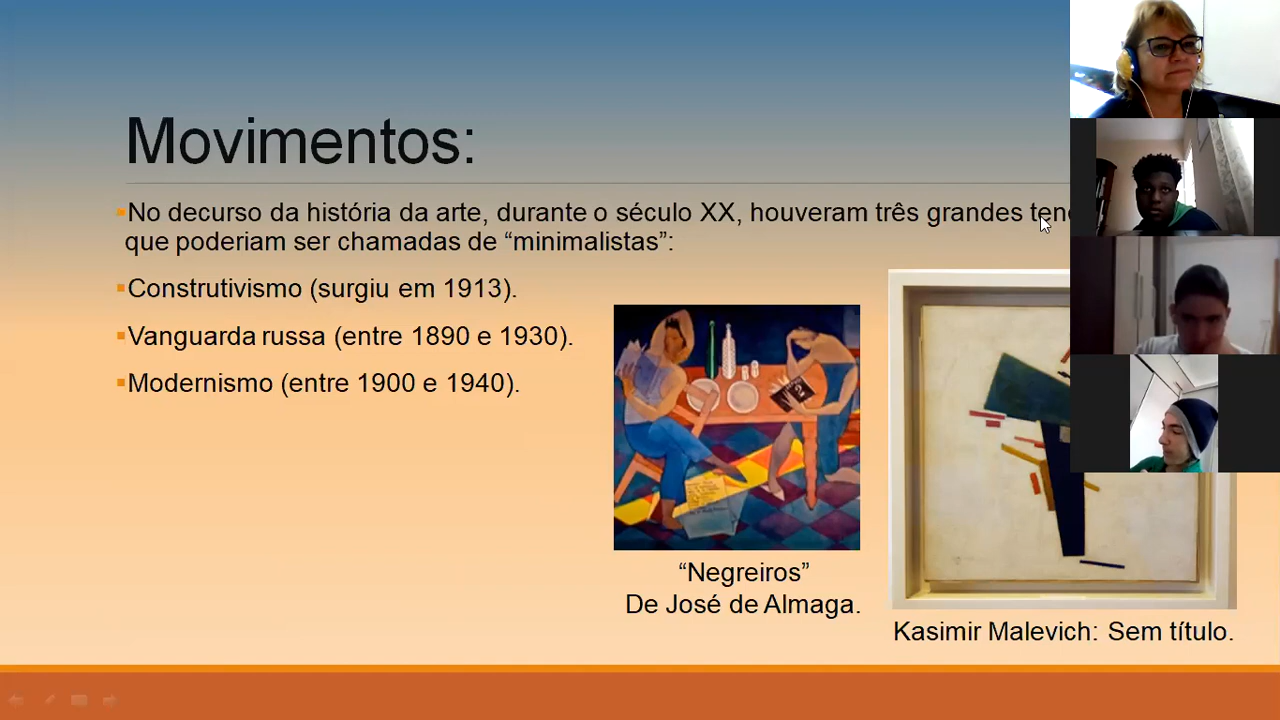 Movimentos:
No decurso da história da arte, durante o século XX, houveram três grandes
que poderiam ser chamadas de “minimalistas”:
Construtivismo (surgiu em 1913).
Vanguarda russa (entre 1890 e 1930).
Modernismo (entre 1900 e 1940).
“Negreiros”
De José de Almaga.
Kasimir Malevich: Sem título.